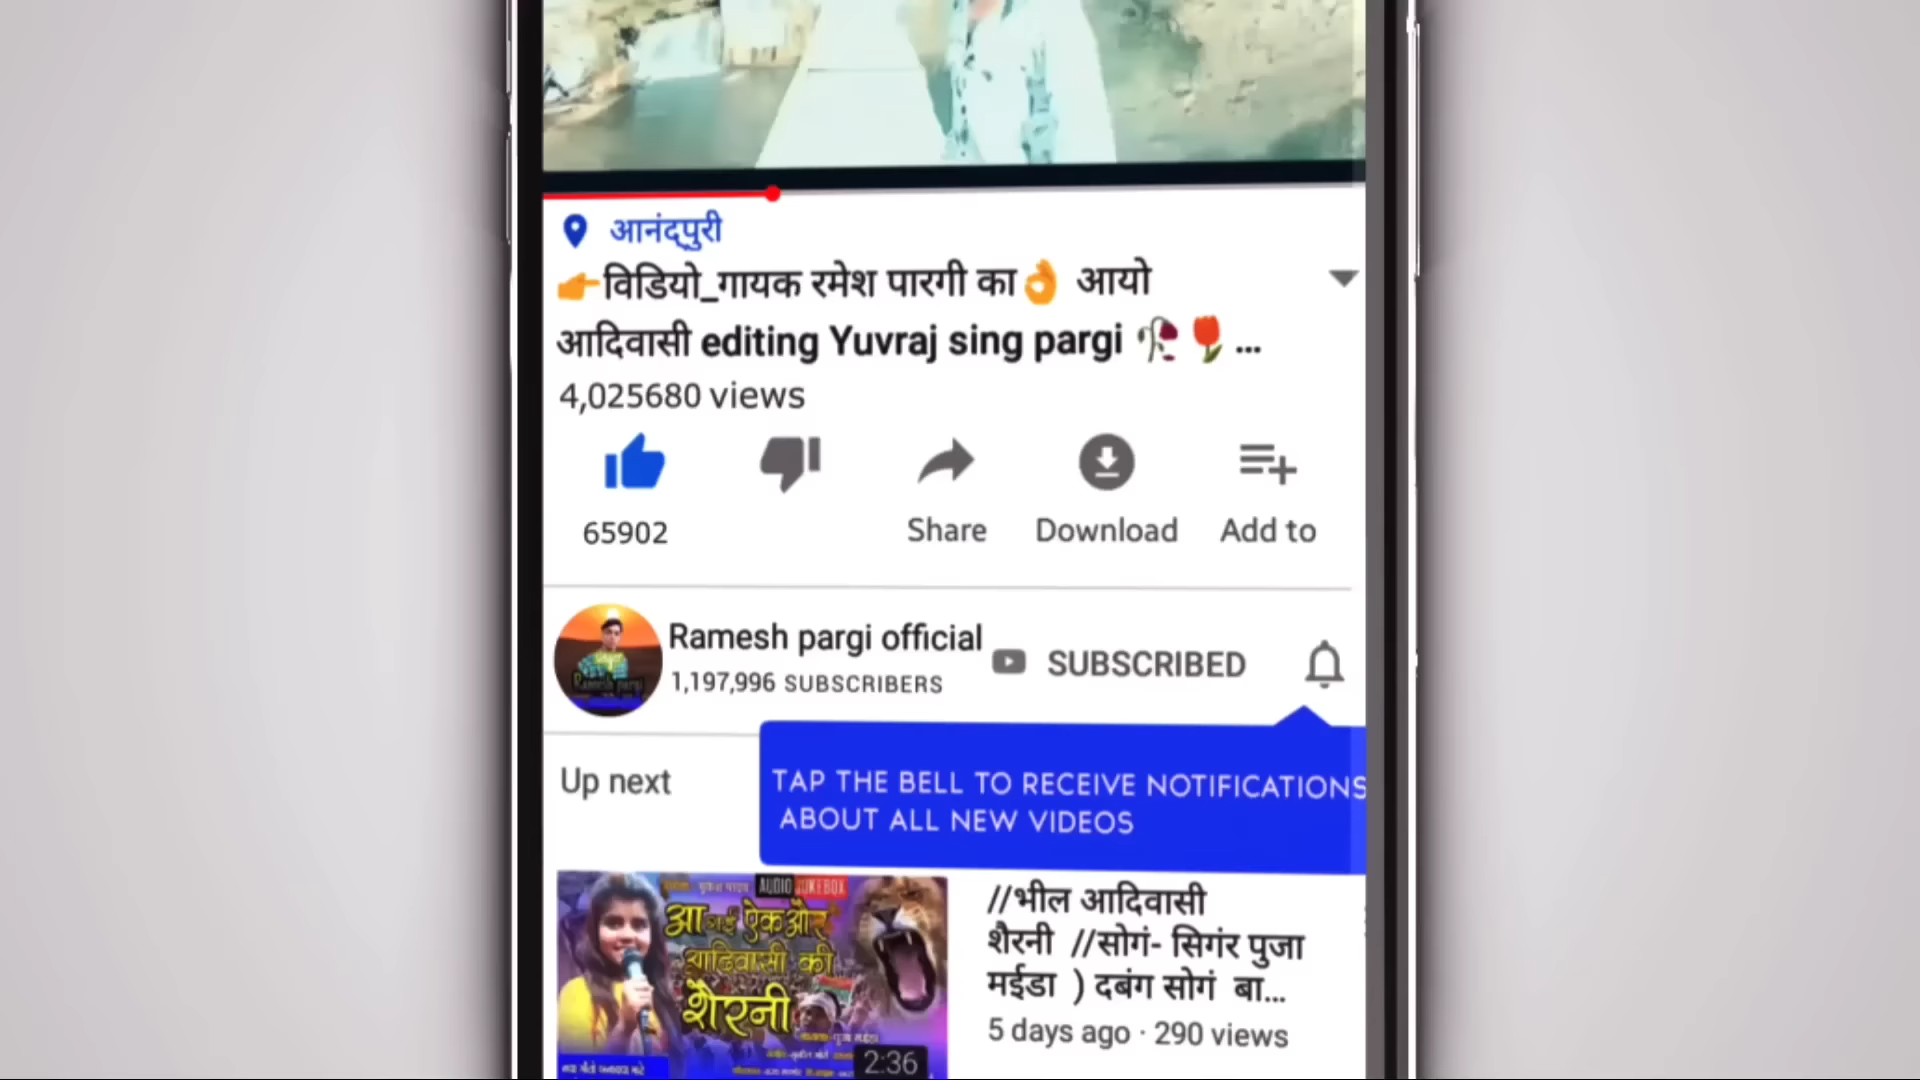 आनंद्पुरी
👉विडियो_गायक रमेश पारगी का👌 आयो
आदिवासी editing Yuvraj sing pargi 🥀🌷...
4,025680 views
65902
Share
Download
Add to
Ramesh pargi official
1,197,996 SUBSCRIBERS
SUBSCRIBED
TAP THE BELL TO RECEIVE NOTIFICATIONS
ABOUT ALL NEW VIDEOS
Up next
AUDIO JUKEBOX
आ गई ऐक और
आदिवासी की
शैरनी
2:36
//भील आदिवासी
शैरनी //सोगं- सिगंर पुजा
मईडा ) दबंग सोगं बा...
5 days ago · 290 views